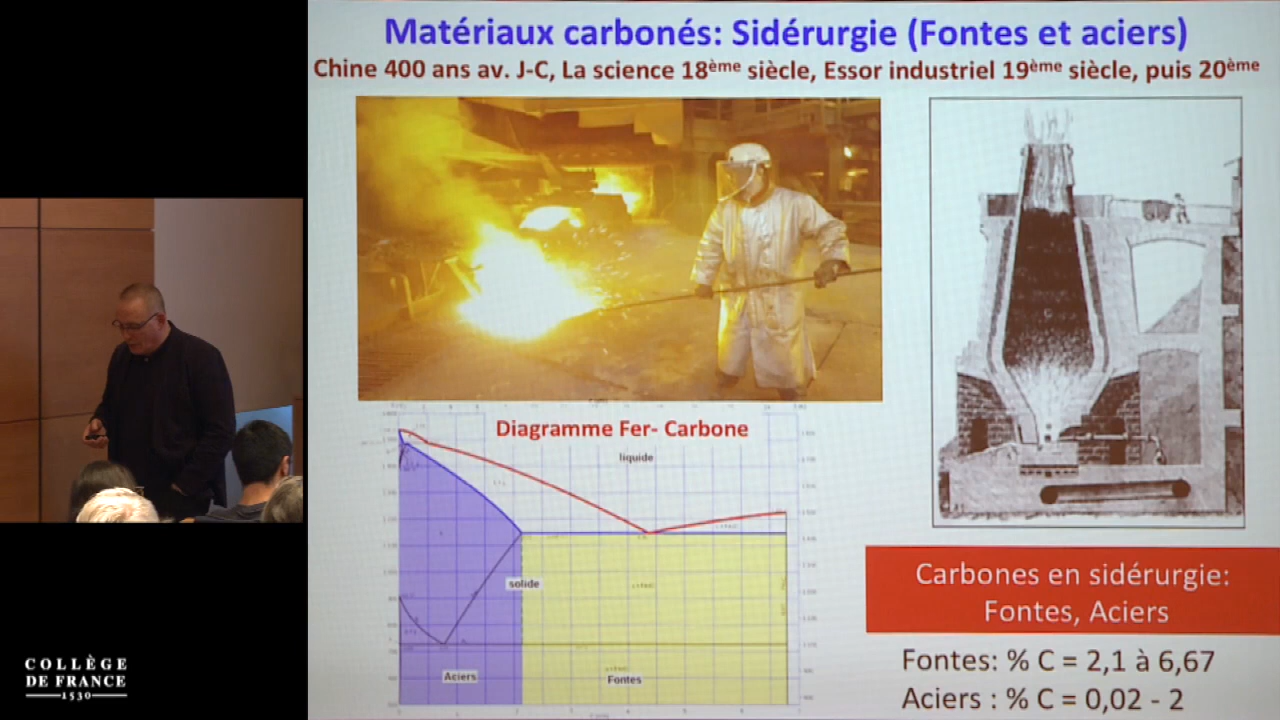 Matériaux carbonés: Sidérurgie (Fontes et aciers)
Chine 400 ans av. J-C, La science 18ème siècle, Essor industriel 19ème siècle, puis 20ème
Diagramme Fer- Carbone
liquide
solide
Aciers
Fontes
Carbones en sidérurgie:
Fontes, Aciers
Fontes: % C = 2,1 à 6,67
Aciers : % C = 0,02 - 2
COLLÈGE
DE FRANCE
1530